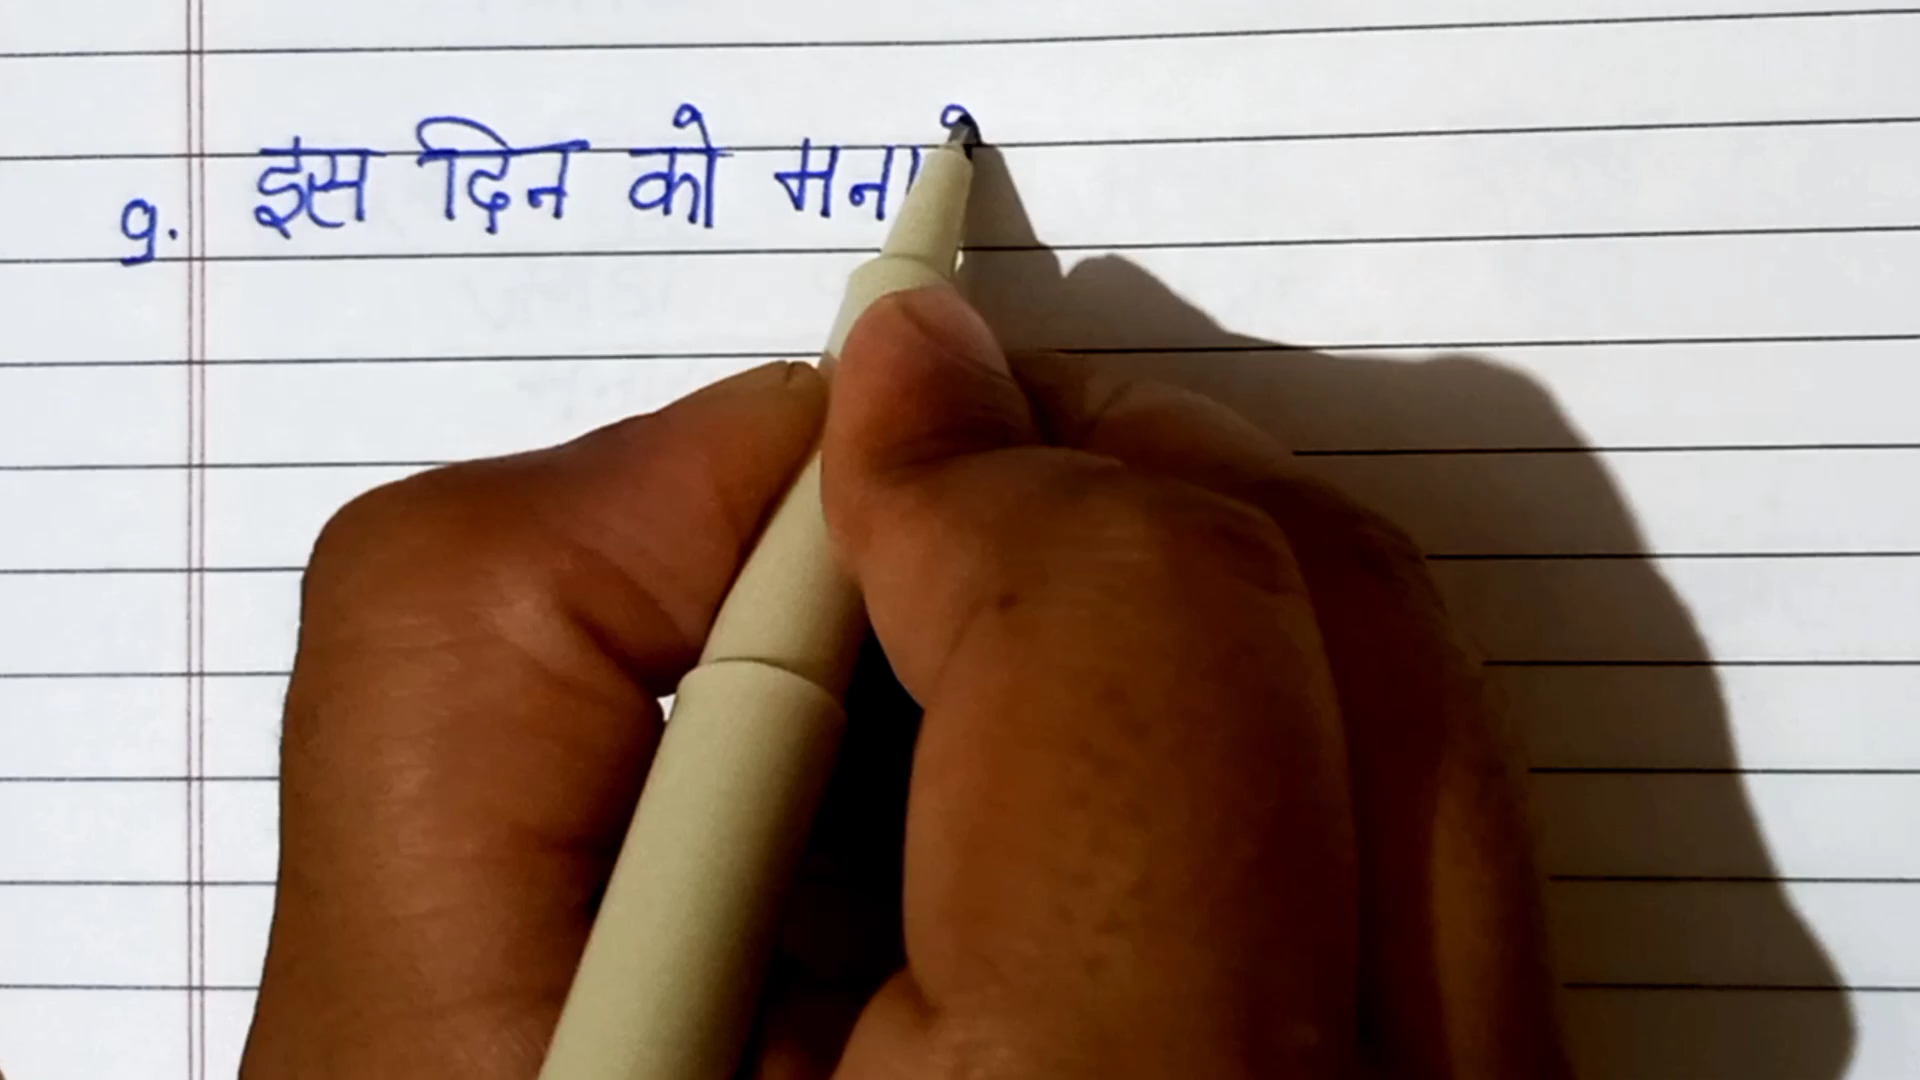 9. इस दिन को मना